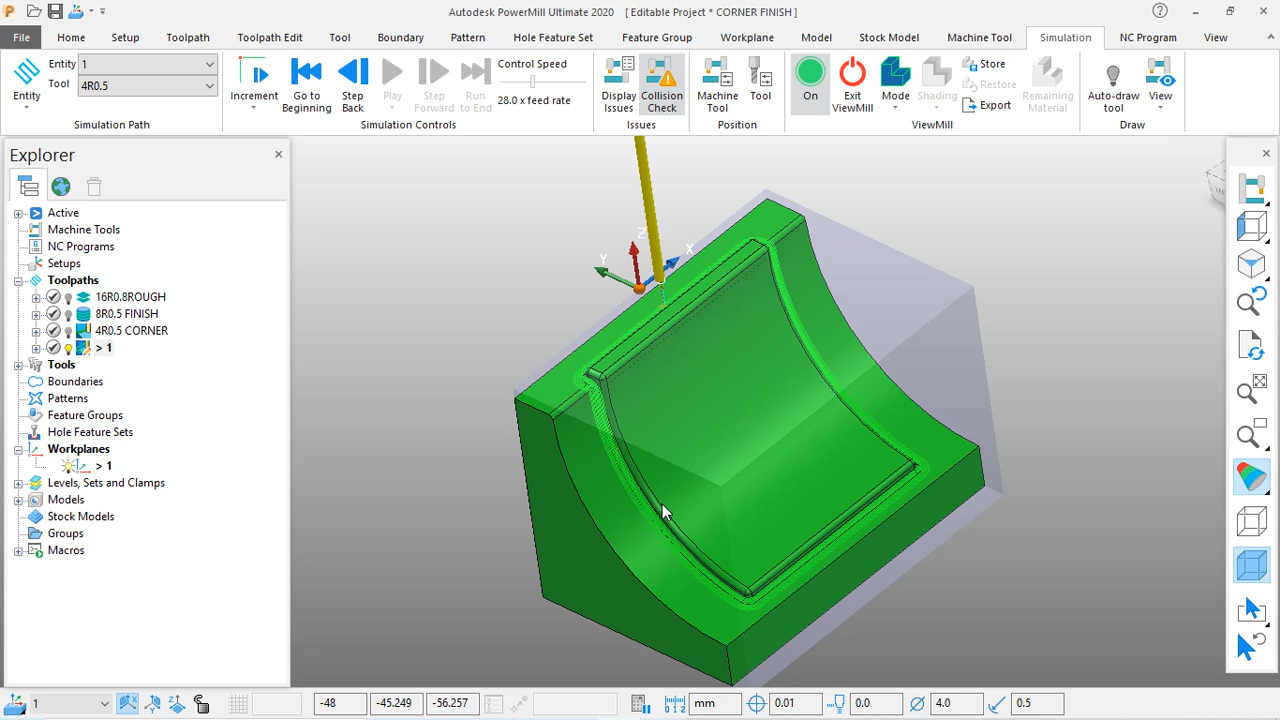 Autodesk PowerMill Ultimate 2020 [ Editable Project * CORNER FINISH ]
File Home Setup Toolpath Toolpath Edit Tool Boundary Pattern Hole Feature Set Feature Group Workplane Model Stock Model Machine Tool Simulation NC Program View
Entity 1
Tool 4R0.5
Entity
Simulation Path
Increment
Go to Beginning
Step Back
Play
Step Forward
Run to End
Control Speed
28.0 x feed rate
Simulation Controls
Display Issues
Collision Check
Issues
Machine Tool
Tool
Position
On
Exit ViewMill
Mode
Shading
Store
Restore
Export
Remaining Material
ViewMill
Auto-draw tool
View
Draw
Explorer
Active
Machine Tools
NC Programs
Setups
Toolpaths
16R0.8ROUGH
8R0.5 FINISH
4R0.5 CORNER
> 1
Tools
Boundaries
Patterns
Feature Groups
Hole Feature Sets
Workplanes
> 1
Levels, Sets and Clamps
Models
Stock Models
Groups
Macros
Z
X
Y
1 -48 -45.249 -56.257 mm 0.01 0.0 4.0 0.5